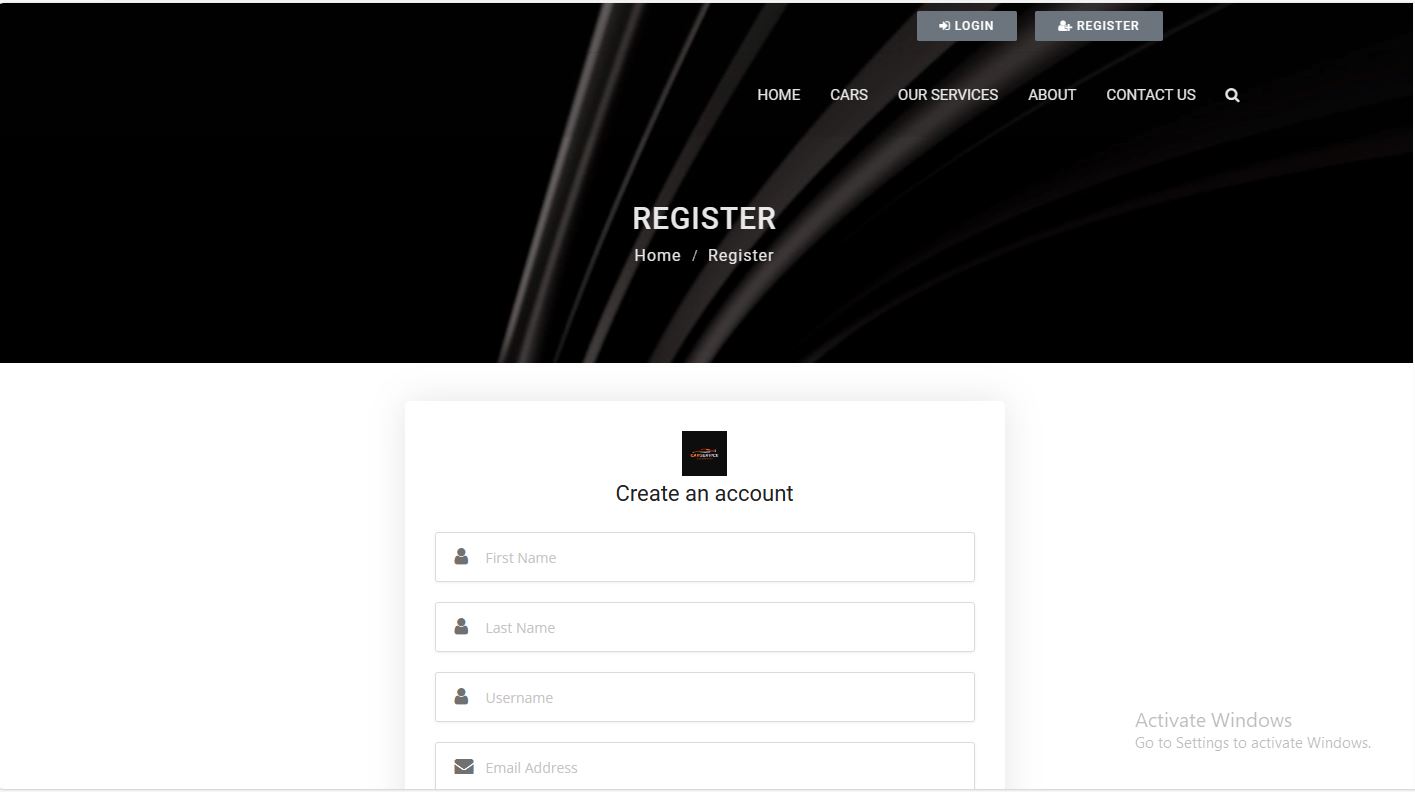 LOGIN
REGISTER
HOME
CARS
OUR SERVICES
ABOUT
CONTACT US
REGISTER
Home / Register
Create an account
First Name
Last Name
Username
Email Address
Activate Windows
Go to Settings to activate Windows.